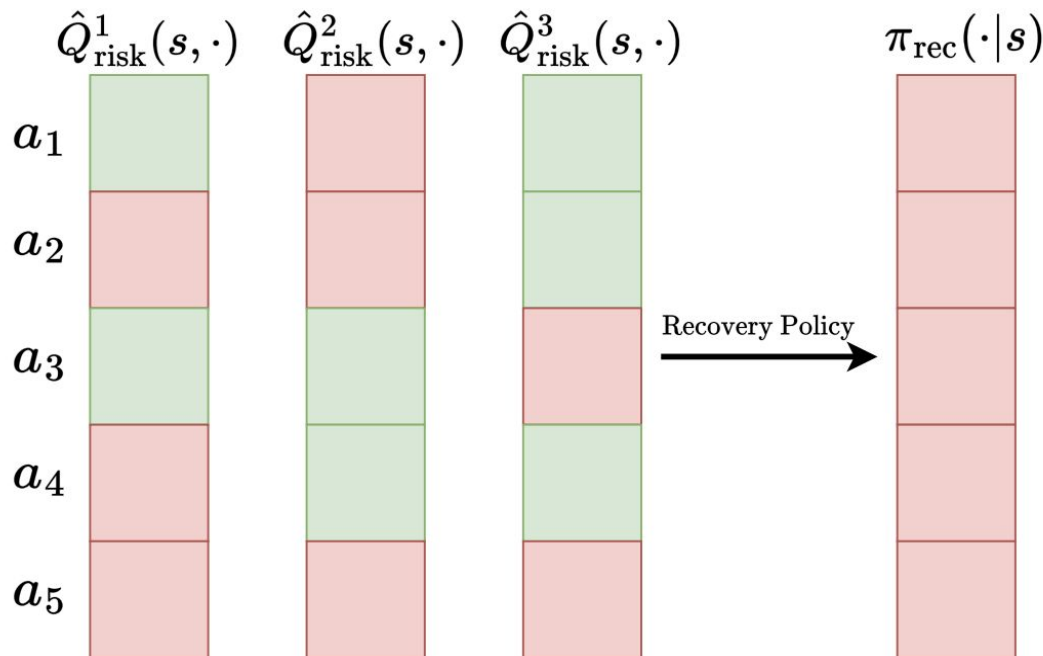 Q̂¹risk(s,·) Q̂²risk(s,·) Q̂³risk(s,·) πrec(·|s)
a₁
a₂
a₃
Recovery Policy
a₄
a₅